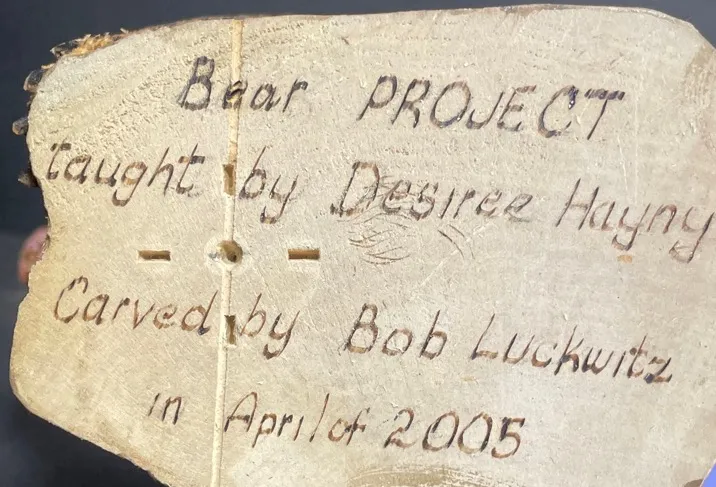 Bear PROJECT
taught by Desiree Hayny
Carved by Bob Luckwitz
in April of 2005